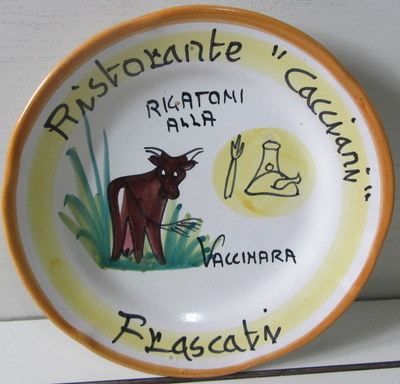 Ristorante "Cacciani"
RIGATONI
ALLA
VACCINARA
Frascati